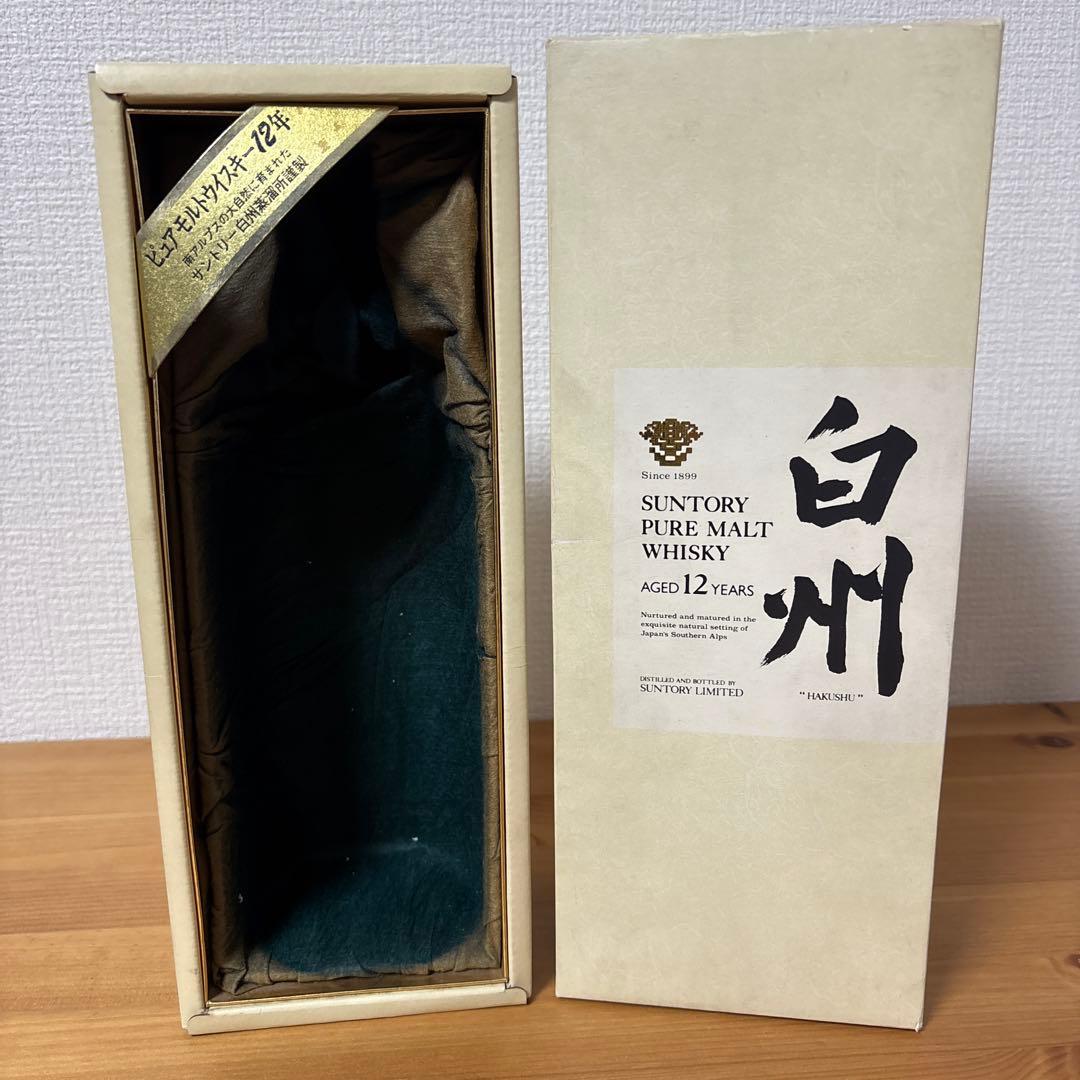 ピュアモルトウイスキー12年
南アルプスの大自然に育まれた
サントリー白州蒸溜所謹製
Since 1899
SUNTORY
PURE MALT
WHISKY
AGED 12 YEARS
Nurtured and matured in the
exquisite natural setting of
Japan's Southern Alps
DISTILLED AND BOTTLED BY
SUNTORY LIMITED
白州
"HAKUSHU"